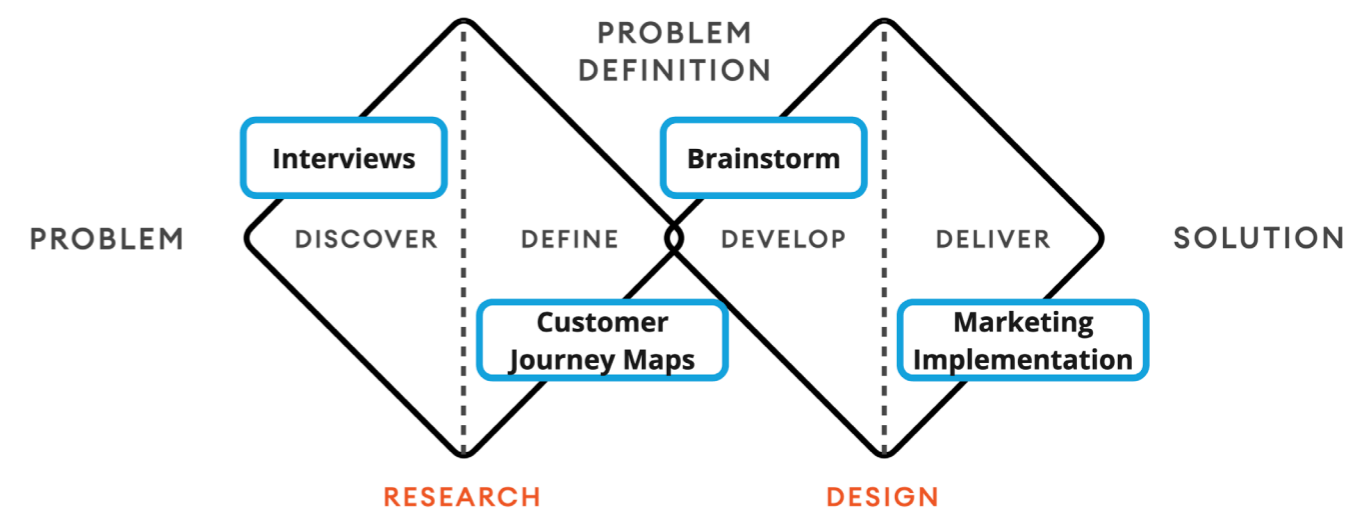 PROBLEM
DEFINITION
Interviews
Brainstorm
PROBLEM
DISCOVER
DEFINE
DEVELOP
DELIVER
SOLUTION
Customer
Journey Maps
Marketing
Implementation
RESEARCH
DESIGN